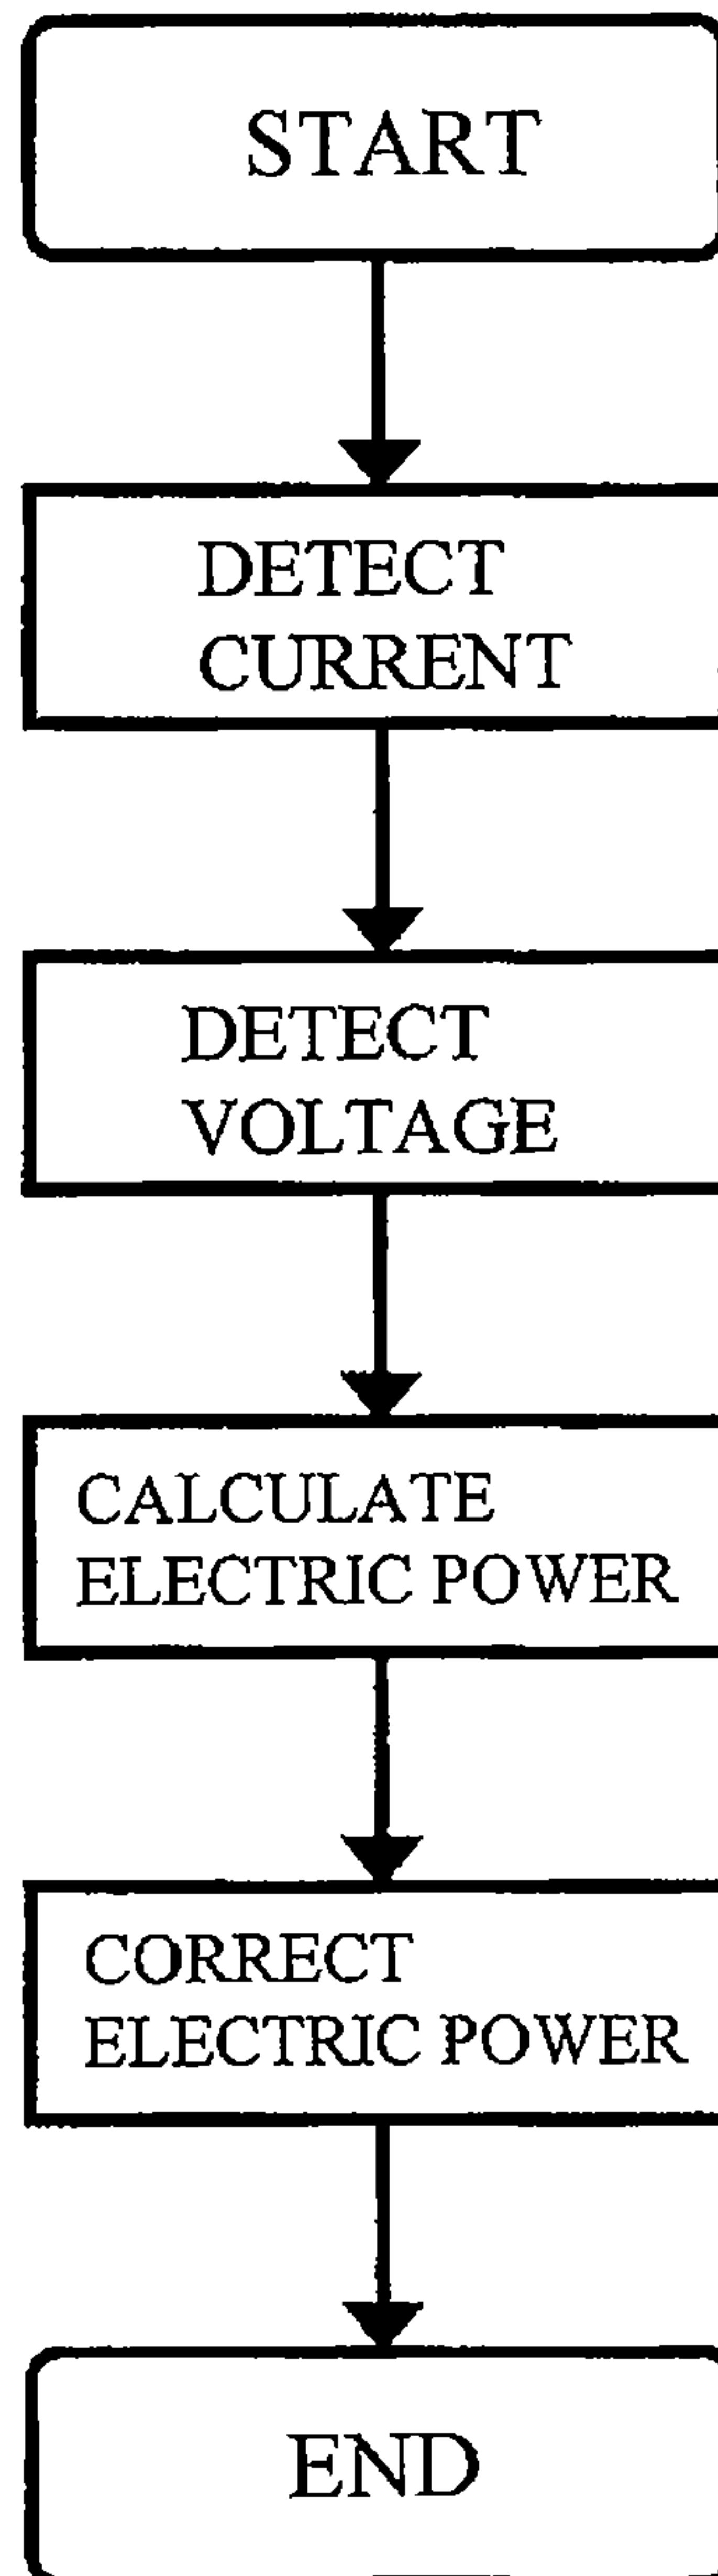 START
DETECT
CURRENT
DETECT
VOLTAGE
CALCULATE
ELECTRIC POWER
CORRECT
ELECTRIC POWER
END